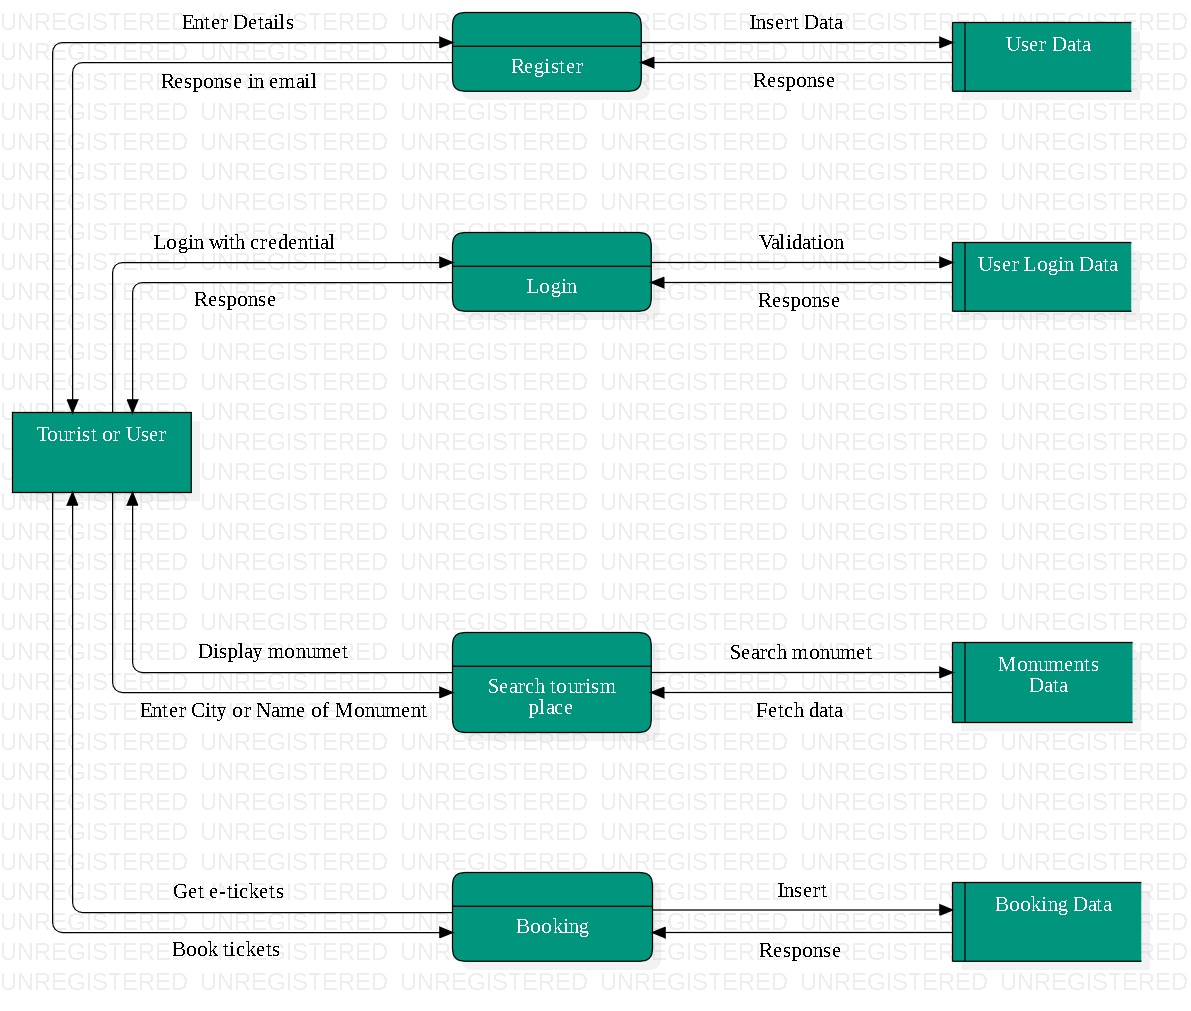 Enter Details
Insert Data
User Data
Register
Response in email
Response
Login with credential
Validation
User Login Data
Login
Response
Response
Tourist or User
Display monumet
Search monumet
Monuments
Data
Search tourism
place
Enter City or Name of Monument
Fetch data
Get e-tickets
Insert
Booking Data
Booking
Book tickets
Response
UNREGISTERED